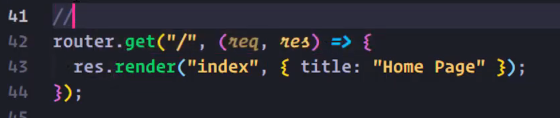 41 //
42 router.get("/", (req, res) => {
43 res.render("index", { title: "Home Page" });
44 });